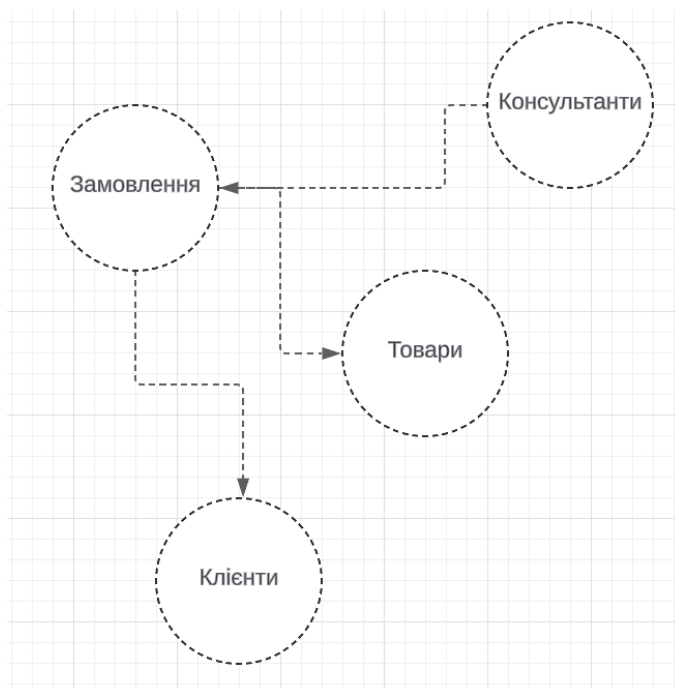 Консультанти
Замовлення
Товари
Клієнти